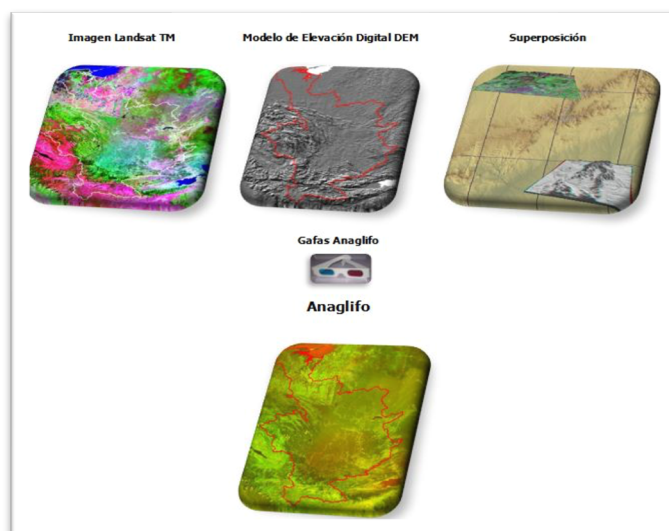 Imagen Landsat TM
Modelo de Elevación Digital DEM
Superposición
Gafas Anaglifo
Anaglifo